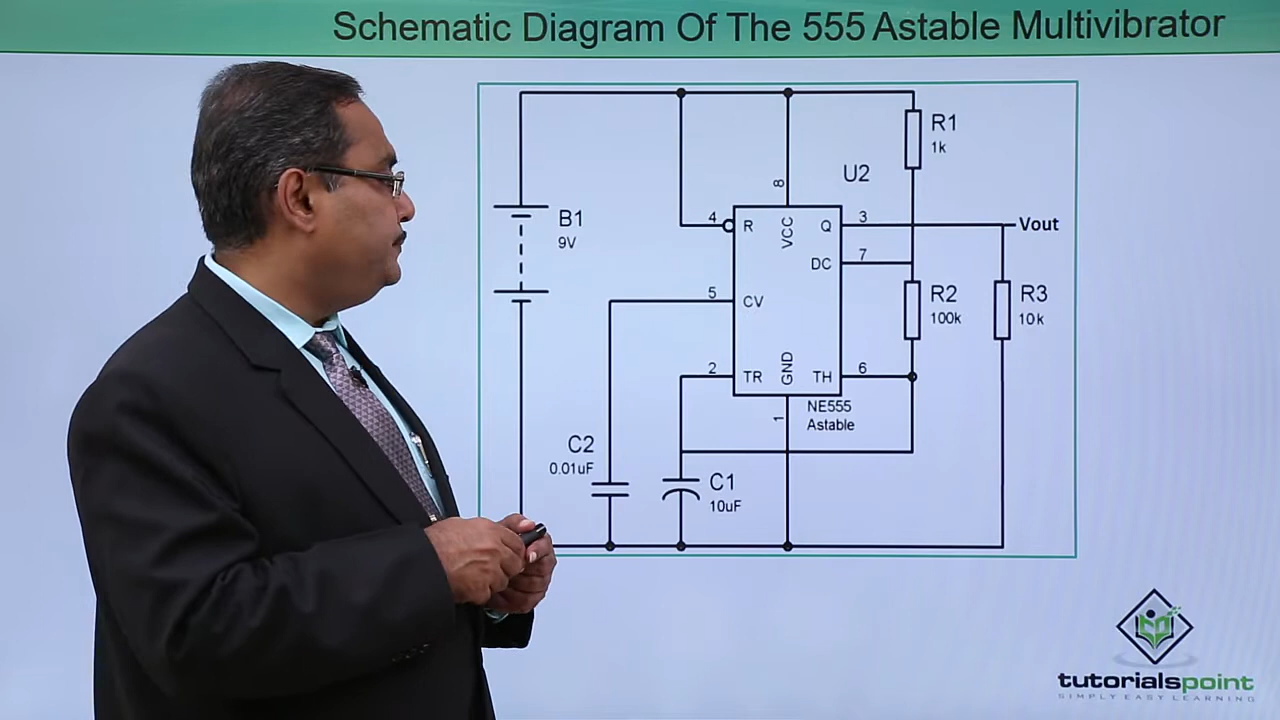 Schematic Diagram Of The 555 Astable Multivibrator
R1
1k
U2
8
B1
9V
4
R
VCC
Q
3
Vout
DC
7
5
CV
R2
100k
R3
10k
2
TR
GND
TH
6
1
NE555
Astable
C2
0.01uF
C1
10uF
tutorialspoint
SIMPLY EASY LEARNING